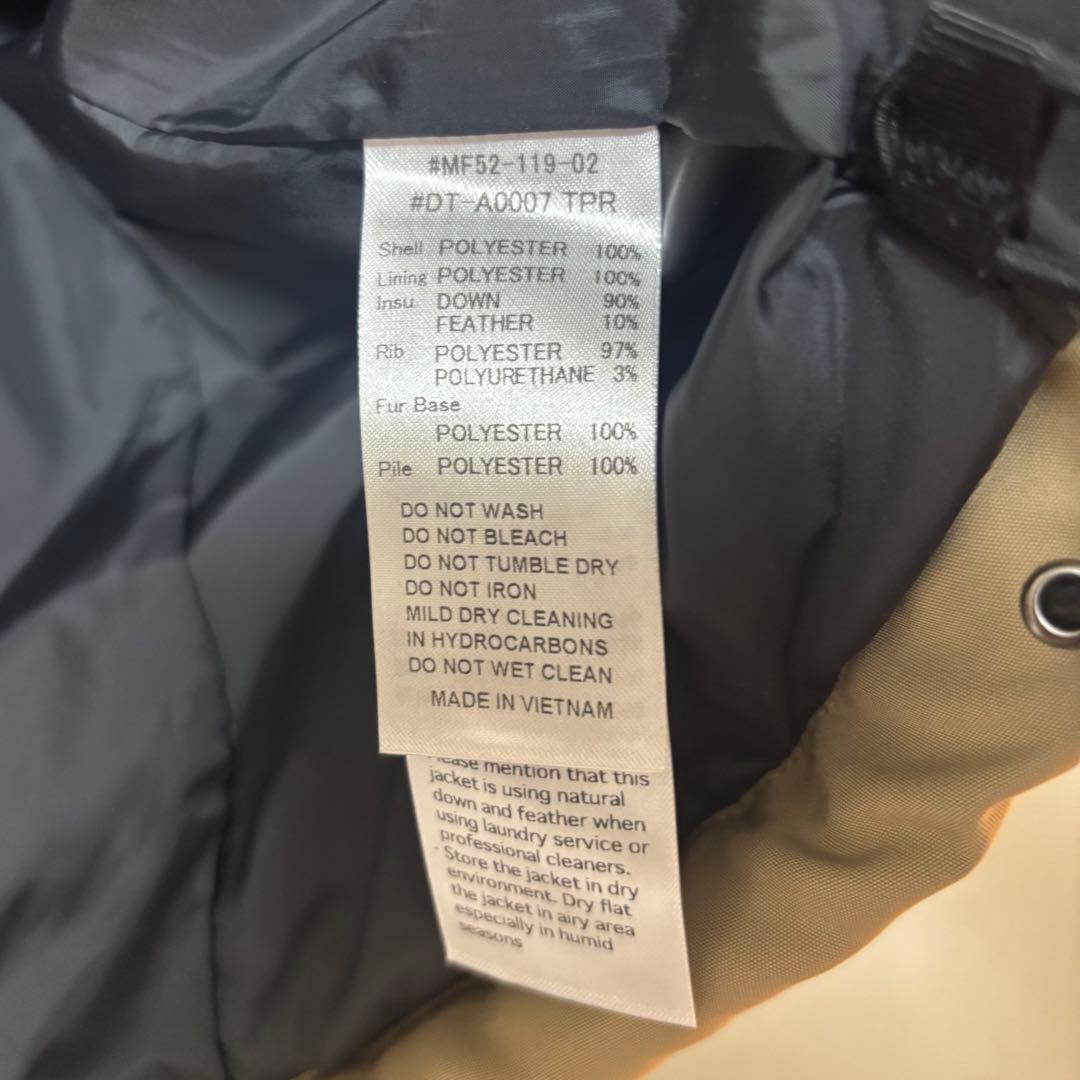 #MF52-119-02
#DT-A0007 TPR
Shell POLYESTER 100%
Lining POLYESTER 100%
Insu. DOWN 90%
FEATHER 10%
Rib POLYESTER 97%
POLYURETHANE 3%
Fur Base
POLYESTER 100%
Pile POLYESTER 100%
DO NOT WASH
DO NOT BLEACH
DO NOT TUMBLE DRY
DO NOT IRON
MILD DRY CLEANING
IN HYDROCARBONS
DO NOT WET CLEAN
MADE IN VIETNAM
mention that this
jacket is using natural
down and feather when
using laundry service or
professional cleaners.
· Store the jacket in dry
environment. Dry flat
the jacket in airy area
especially in humid
seasons